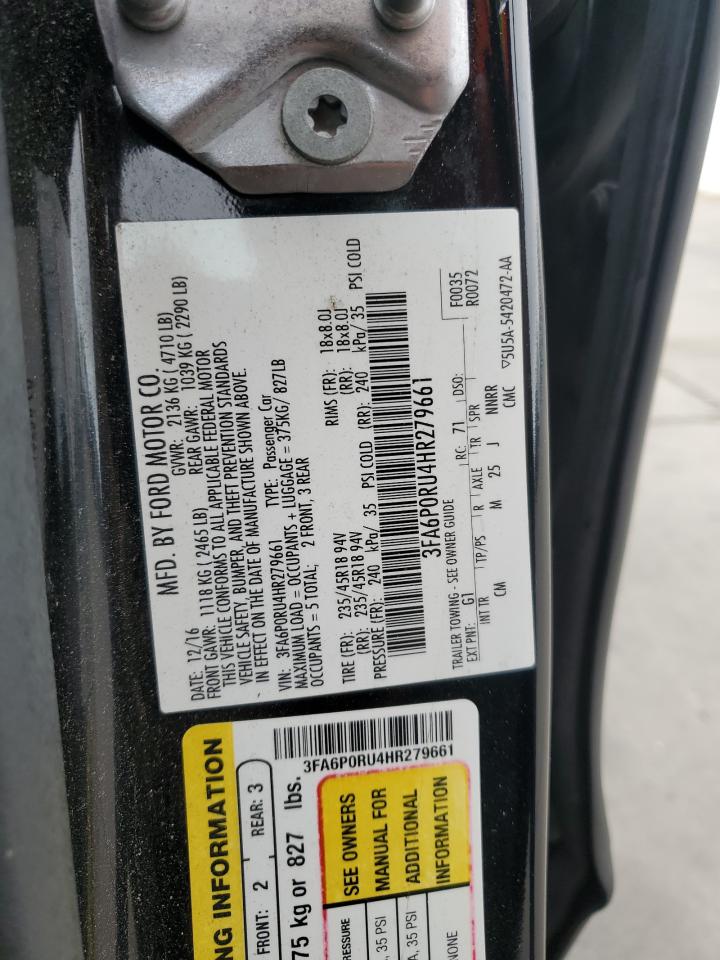 MFD. BY FORD MOTOR CO.
DATE: 12/16 GVWR: 2136 KG/ 4710 LB)
FRONT GAWR: 1118 KG (2465 LB) REAR GAWR: 1039 KG ( 2290 LB)
THIS VEHICLE CONFORMS TO ALL APPLICABLE FEDERAL MOTOR
VEHICLE SAFETY, BUMPER, AND THEFT PREVENTION STANDARDS
IN EFFECT ON THE DATE OF MANUFACTURE SHOWN ABOVE.
VIN: 3FA6P0RU4HR279661 TYPE: Passenger Car
MAXIMUM LOAD = OCCUPANTS + LUGGAGE = 375KG/ 827LB
OCCUPANTS = 5 TOTAL; 2 FRONT, 3 REAR
TIRE (FR): 235/45R18 94V RIMS (FR): 18x8.0J
(RR): 235/45R18 94V (RR): 18x8.0J
PRESSURE (FR): 240 kPa/ 35 PSI COLD (RR): 240 kPa/ 35 PSI COLD
3FA6P0RU4HR279661
TRAILER TOWING - SEE OWNER GUIDE
EXT PNT: G1 RC: 71 DSO: F0035
R0072
INT TR TP/PS R AXLE TR SPR
CM M 25 J NNRR
CMC ▽5U5A-5420472-AA
3FA6P0RU4HR279661
NG INFORMATION
FRONT: 2 REAR: 3
75 kg or 827 lbs.
RESSURE
, 35 PSI
A, 35 PSI
NONE
SEE OWNERS
MANUAL FOR
ADDITIONAL
INFORMATION